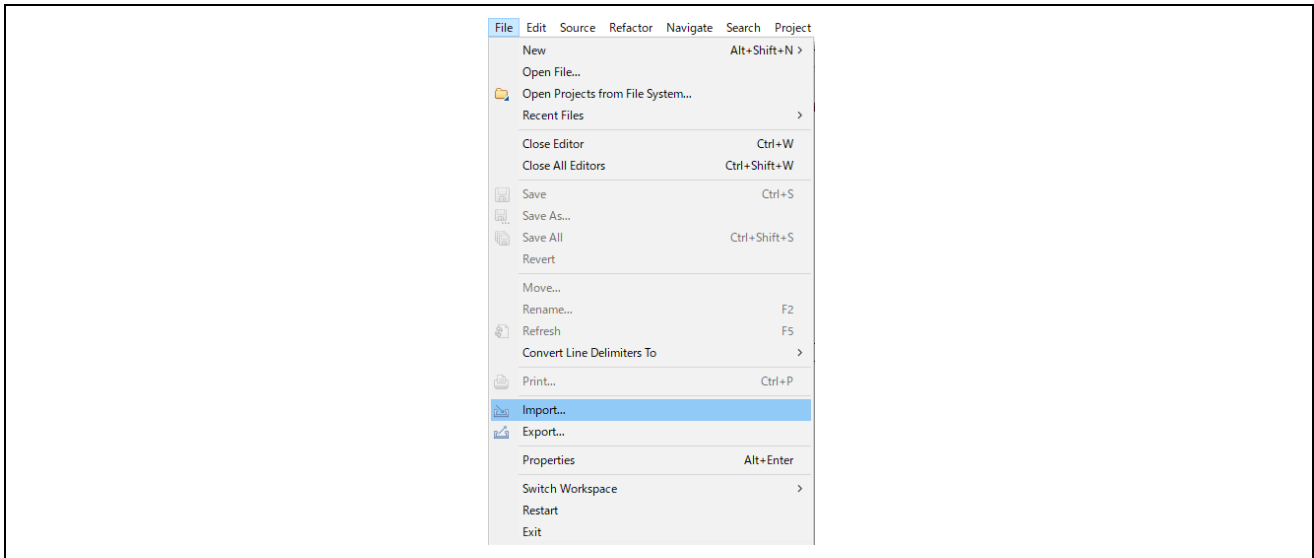 File Edit Source Refactor Navigate Search Project
New Alt+Shift+N >
Open File...
Open Projects from File System...
Recent Files >
Close Editor Ctrl+W
Close All Editors Ctrl+Shift+W
Save Ctrl+S
Save As...
Save All Ctrl+Shift+S
Revert
Move...
Rename... F2
Refresh F5
Convert Line Delimiters To >
Print... Ctrl+P
Import...
Export...
Properties Alt+Enter
Switch Workspace >
Restart
Exit